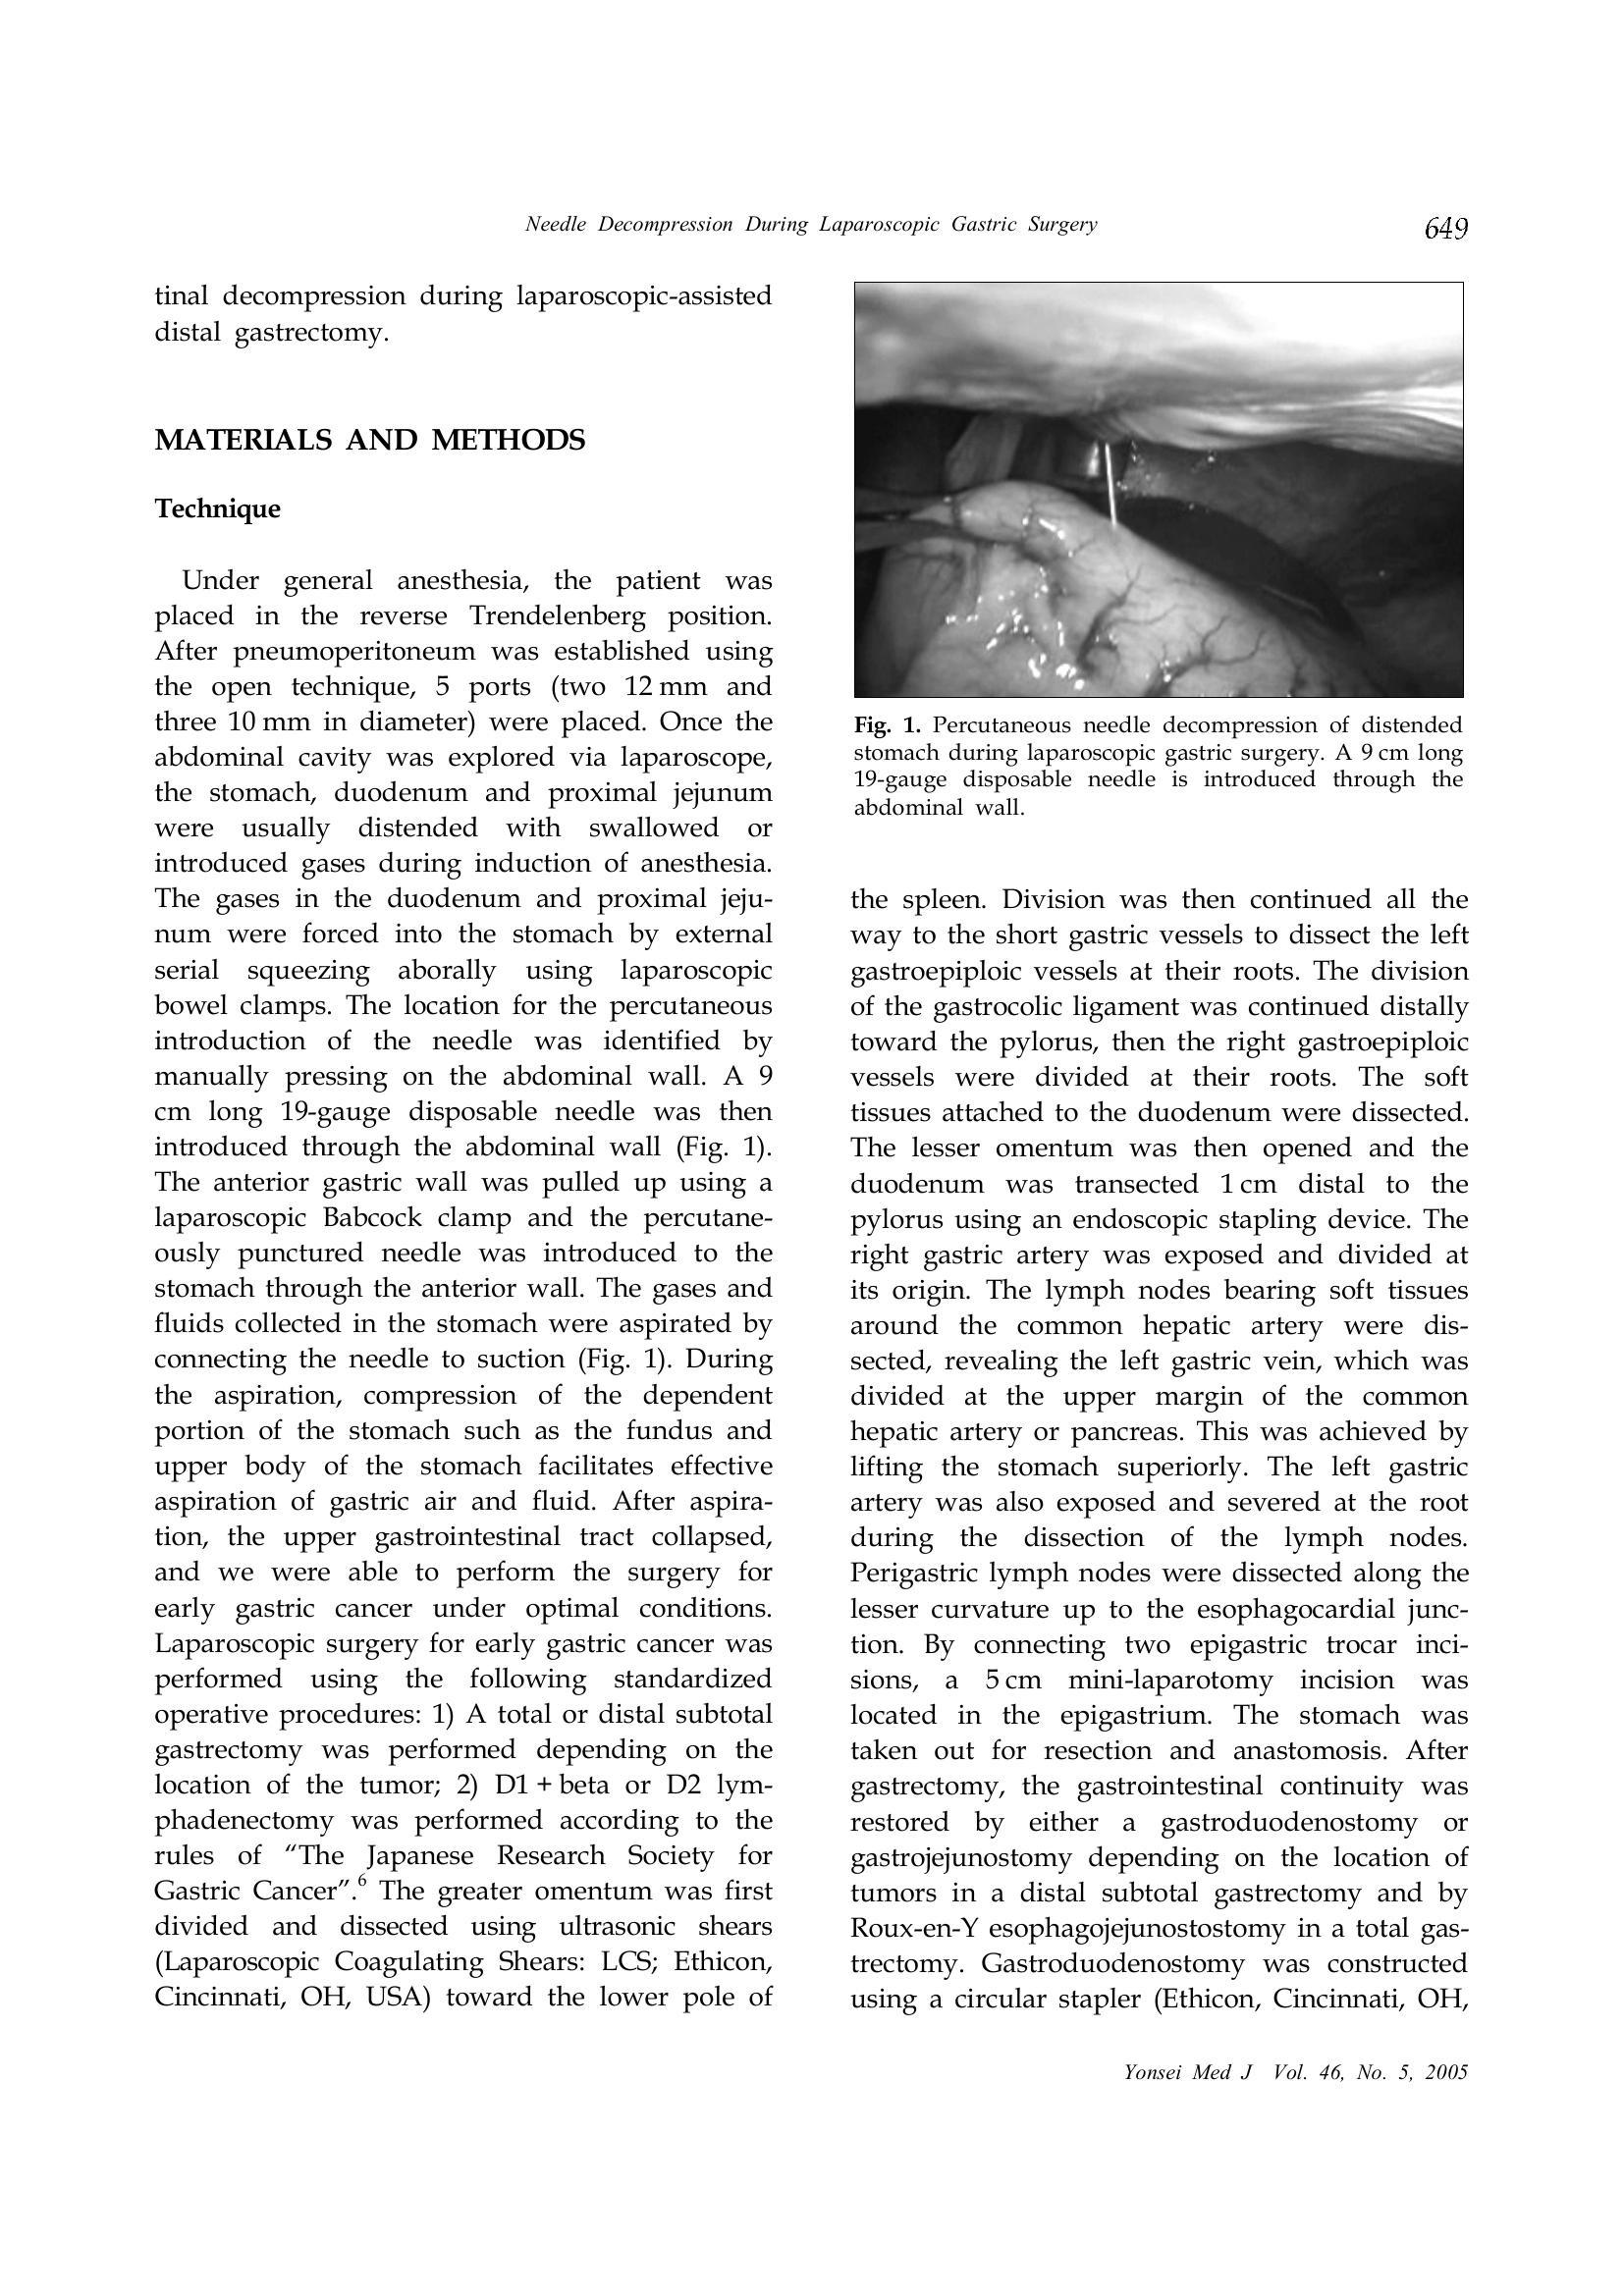 Needle Decompression During Laparoscopic Gastric Surgery
649
tinal decompression during laparoscopic-assisted
distal gastrectomy.
MATERIALS AND METHODS
Technique
Under general anesthesia, the patient was
placed in the reverse Trendelenberg position.
After pneumoperitoneum was established using
the open technique, 5 ports (two 12 mm and
three 10 mm in diameter) were placed. Once the
abdominal cavity was explored via laparoscope,
the stomach, duodenum and proximal jejunum
were usually distended with swallowed or
introduced gases during induction of anesthesia.
The gases in the duodenum and proximal jeju-
num were forced into the stomach by external
serial squeezing aborally using laparoscopic
bowel clamps. The location for the percutaneous
introduction of the needle was identified by
manually pressing on the abdominal wall. A 9
cm long 19-gauge disposable needle was then
introduced through the abdominal wall (Fig. 1).
The anterior gastric wall was pulled up using a
laparoscopic Babcock clamp and the percutane-
ously punctured needle was introduced to the
stomach through the anterior wall. The gases and
fluids collected in the stomach were aspirated by
connecting the needle to suction (Fig. 1). During
the aspiration, compression of the dependent
portion of the stomach such as the fundus and
upper body of the stomach facilitates effective
aspiration of gastric air and fluid. After aspira-
tion, the upper gastrointestinal tract collapsed,
and we were able to perform the surgery for
early gastric cancer under optimal conditions.
Laparoscopic surgery for early gastric cancer was
performed using the following standardized
operative procedures: 1) A total or distal subtotal
gastrectomy was performed depending on the
location of the tumor; 2) D1 + beta or D2 lym-
phadenectomy was performed according to the
rules of “The Japanese Research Society for
Gastric Cancer”.6 The greater omentum was first
divided and dissected using ultrasonic shears
(Laparoscopic Coagulating Shears: LCS; Ethicon,
Cincinnati, OH, USA) toward the lower pole of
Fig. 1. Percutaneous needle decompression of distended
stomach during laparoscopic gastric surgery. A 9 cm long
19-gauge disposable needle is introduced through the
abdominal wall.
the spleen. Division was then continued all the
way to the short gastric vessels to dissect the left
gastroepiploic vessels at their roots. The division
of the gastrocolic ligament was continued distally
toward the pylorus, then the right gastroepiploic
vessels were divided at their roots. The soft
tissues attached to the duodenum were dissected.
The lesser omentum was then opened and the
duodenum was transected 1 cm distal to the
pylorus using an endoscopic stapling device. The
right gastric artery was exposed and divided at
its origin. The lymph nodes bearing soft tissues
around the common hepatic artery were dis-
sected, revealing the left gastric vein, which was
divided at the upper margin of the common
hepatic artery or pancreas. This was achieved by
lifting the stomach superiorly. The left gastric
artery was also exposed and severed at the root
during the dissection of the lymph nodes.
Perigastric lymph nodes were dissected along the
lesser curvature up to the esophagocardial junc-
tion. By connecting two epigastric trocar inci-
sions, a 5 cm mini-laparotomy incision was
located in the epigastrium. The stomach was
taken out for resection and anastomosis. After
gastrectomy, the gastrointestinal continuity was
restored by either a gastroduodenostomy or
gastrojejunostomy depending on the location of
tumors in a distal subtotal gastrectomy and by
Roux-en-Y esophagojejunostostomy in a total gas-
trectomy. Gastroduodenostomy was constructed
using a circular stapler (Ethicon, Cincinnati, OH,
Yonsei Med J Vol. 46, No. 5, 2005